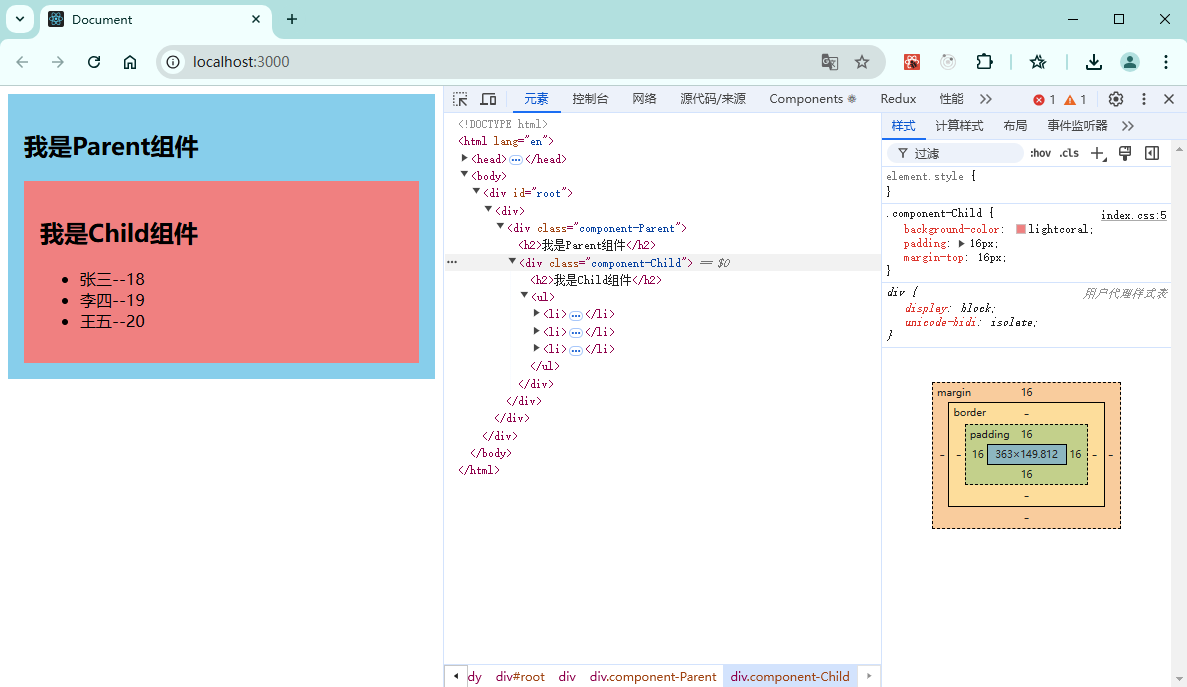 Document
localhost:3000
我是Parent组件
我是Child组件
张三--18
李四--19
王五--20
元素 控制台 网络 源代码/来源 Components Redux 性能 1 1
<!DOCTYPE html>
<html lang="en">
<head> </head>
<body>
<div id="root">
<div>
<div class="component-Parent">
<h2>我是Parent组件</h2>
<div class="component-Child"> == $0
<h2>我是Child组件</h2>
<ul>
<li> </li>
<li> </li>
<li> </li>
</ul>
</div>
</div>
</div>
</div>
</body>
</html>
dy div#root div div.component-Parent div.component-Child
样式 计算样式 布局 事件监听器
过滤 :hov .cls
element.style {
}
.component-Child { index.css:5
background-color: lightcoral;
padding: 16px;
margin-top: 16px;
}
div { 用户代理样式表
display: block;
unicode-bidi: isolate;
}
margin 16
border -
padding 16
- - 16 363×149.812 16 - -
16
-
-